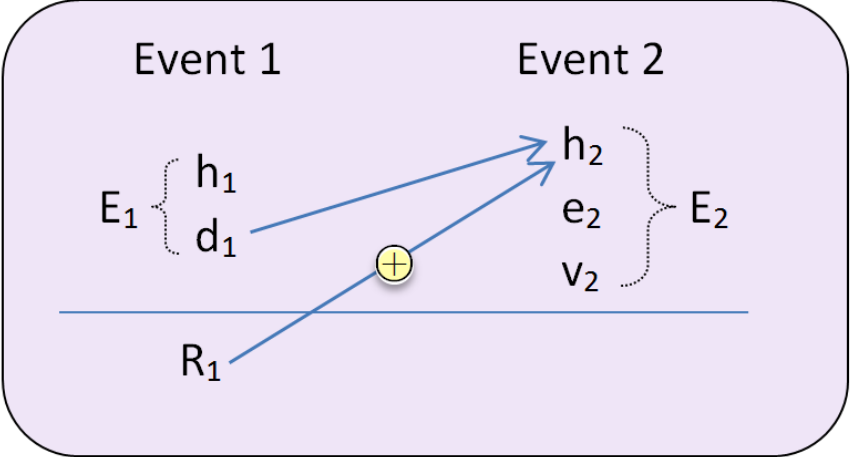 Event 1 Event 2
h₁ h₂
E₁ e₂ E₂
d₁ v₂
+
R₁